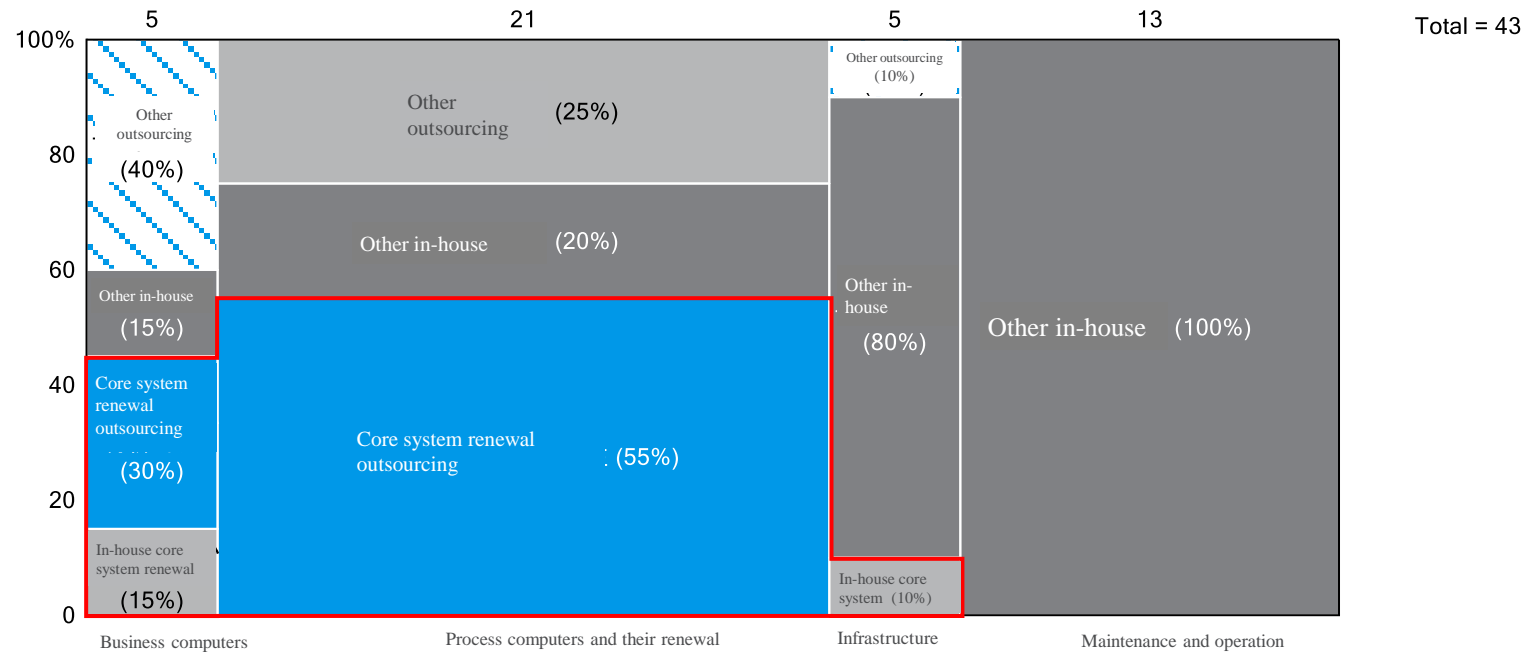 5
21
5
13
Total = 43
100%
80
60
40
20
0
Other
outsourcing
(40%)
Other in-house
(15%)
Core system
renewal
outsourcing
(30%)
In-house core
system renewal
(15%)
Other
outsourcing
(25%)
Other in-house
(20%)
Core system renewal
outsourcing
(55%)
Other outsourcing
(10%)
Other in-
house
(80%)
In-house core
system (10%)
Other in-house (100%)
Business computers
Process computers and their renewal
Infrastructure
Maintenance and operation